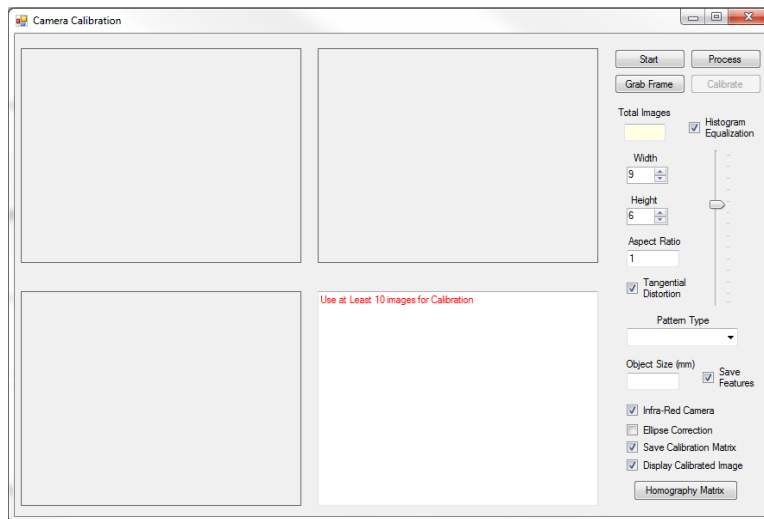 Camera Calibration
Start
Process
Grab Frame
Calibrate
Total Images
Histogram
Equalization
Width
9
Height
6
Aspect Ratio
1
Tangential
Distortion
Use at Least 10 images for Calibration
Pattern Type
Object Size (mm)
Save
Features
Infra-Red Camera
Ellipse Correction
Save Calibration Matrix
Display Calibrated Image
Homography Matrix